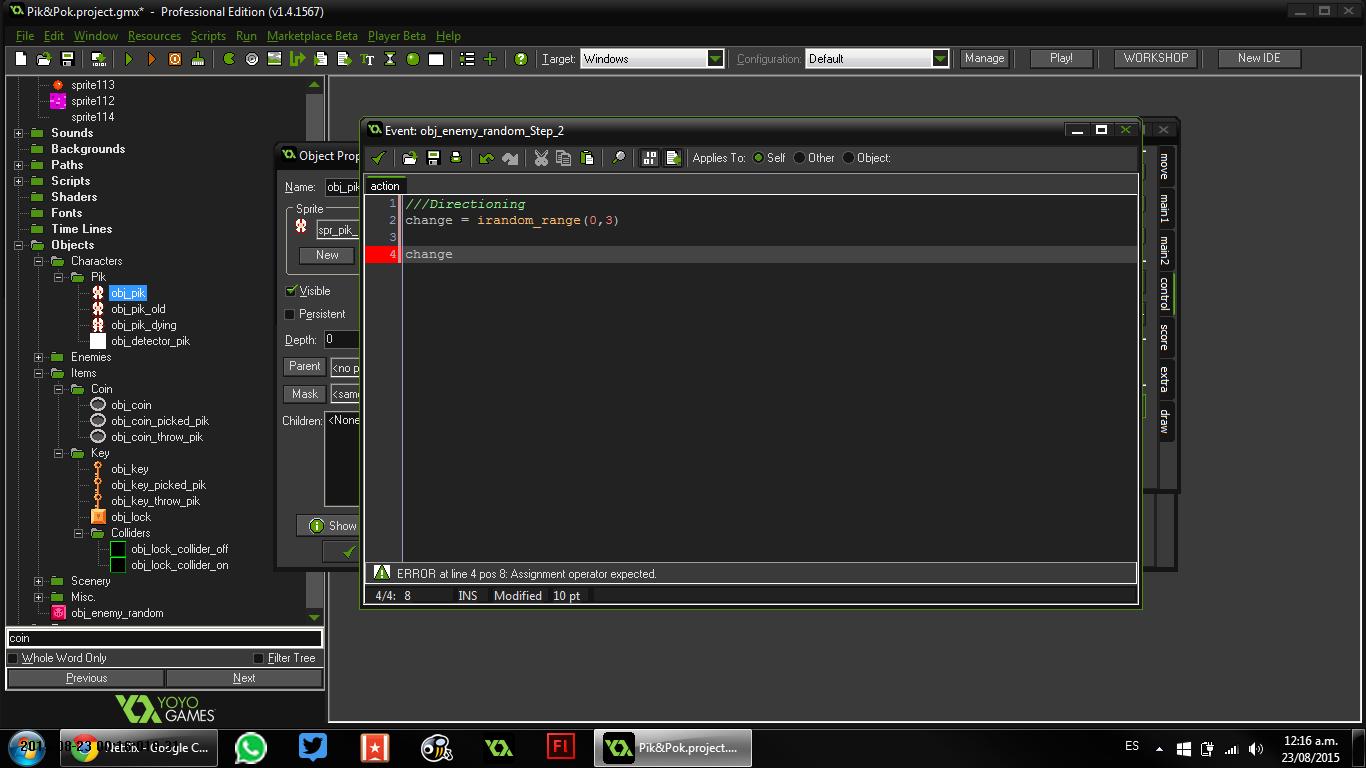 Pik&Pok.project.gmx* - Professional Edition (v1.4.1567)
File Edit Window Resources Scripts Run Marketplace Beta Player Beta Help
Target: Windows Configuration: Default Manage Play! WORKSHOP New IDE
sprite113
sprite112
sprite114
Sounds
Backgrounds
Paths
Scripts
Shaders
Fonts
Time Lines
Objects
Characters
Pik
obj_pik
obj_pik_old
obj_pik_dying
obj_detector_pik
Enemies
Items
Coin
obj_coin
obj_coin_picked_pik
obj_coin_throw_pik
Key
obj_key
obj_key_picked_pik
obj_key_throw_pik
obj_lock
Colliders
obj_lock_collider_off
obj_lock_collider_on
Scenery
Misc.
obj_enemy_random
coin
Whole Word Only Filter Tree
Previous Next
YOYO
GAMES
Object Prop
Name: obj_pik
Sprite
spr_pik_
New
Visible
Persistent
Depth: 0
Parent <no p
Mask <same
Children: <None
Show
Event: obj_enemy_random_Step_2
Applies To: Self Other Object:
action
1 ///Directioning
2 change = irandom_range(0,3)
3
4 change
ERROR at line 4 pos 8: Assignment operator expected.
4/4: 8 INS Modified 10 pt
move
main1
main2
control
score
extra
draw
Netflix - Google C...
Pik&Pok.project....
ES
12:16 a.m.
23/08/2015